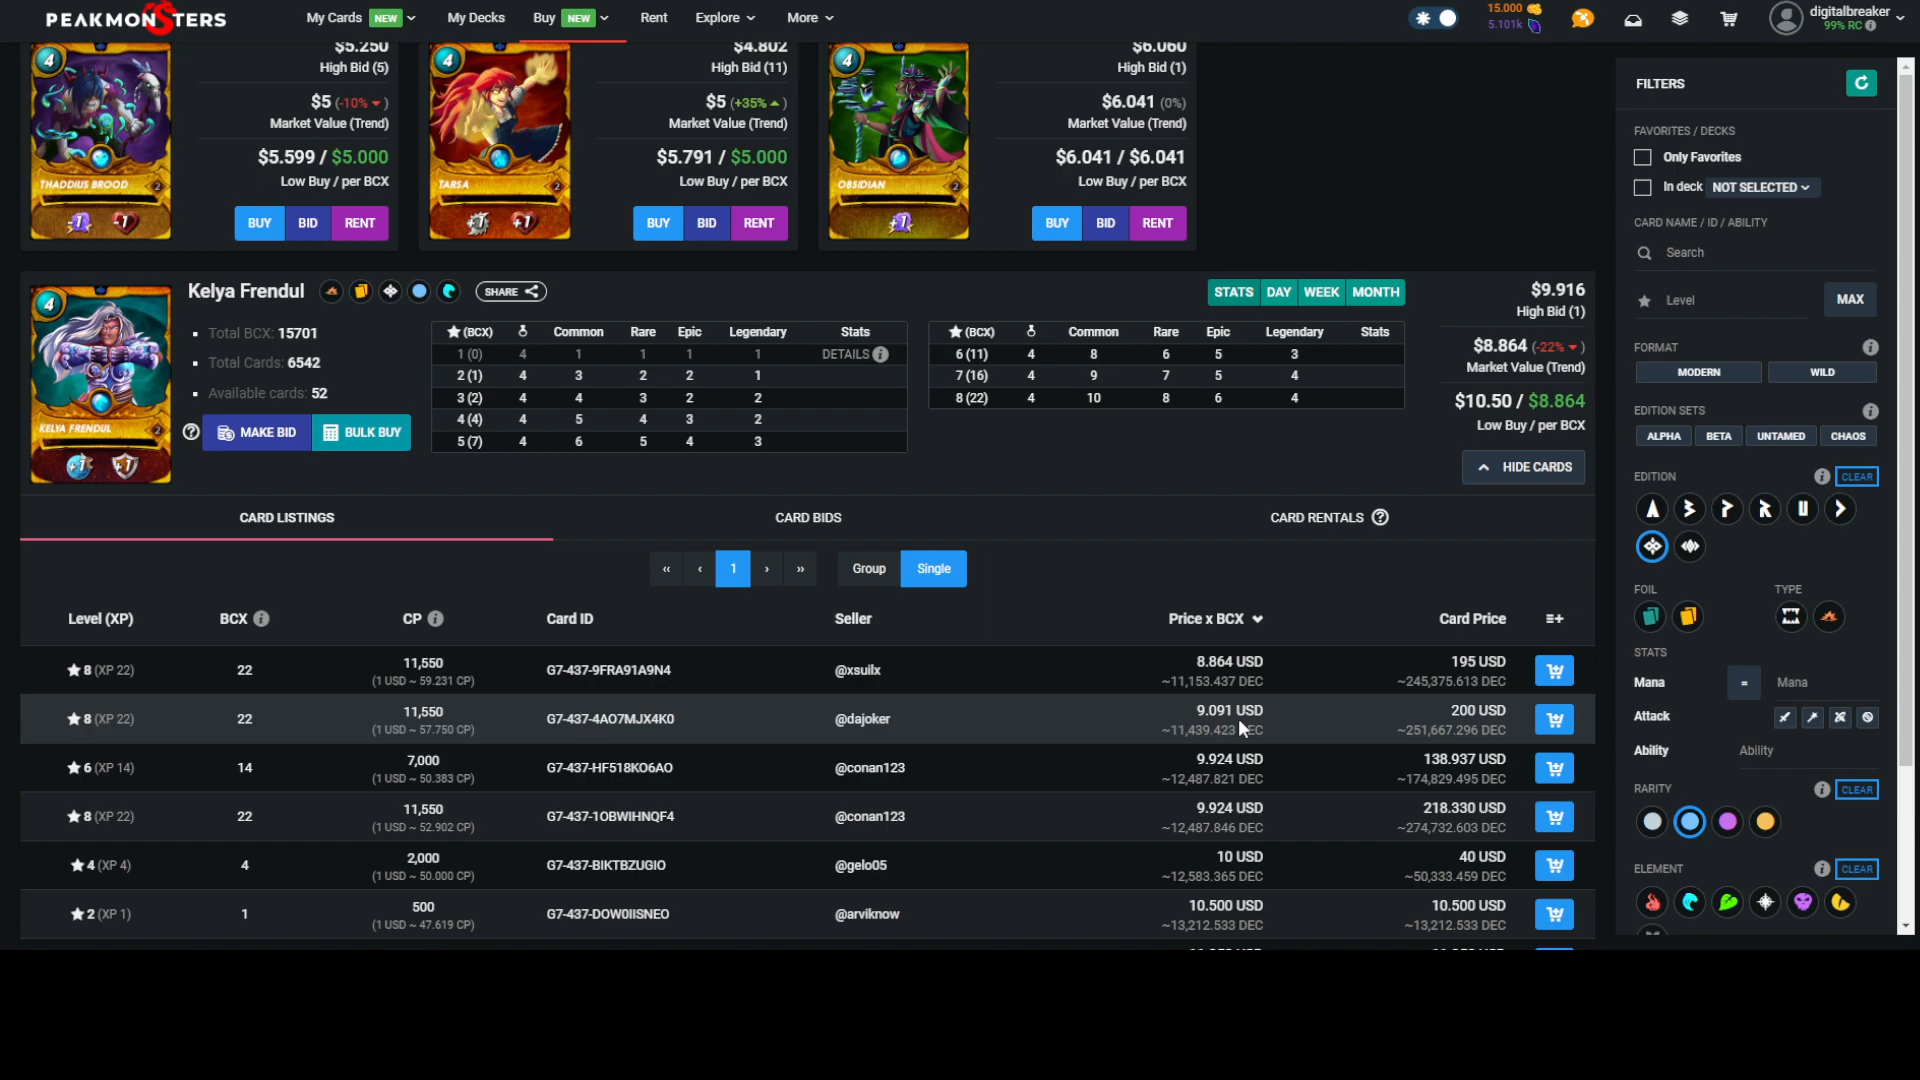 PEAKMONSTERS
My Cards NEW
My Decks
Buy NEW
Rent
Explore
More
15.000
5.101k
digitalbreaker
99% RC
4
THADDIUS BROOD 2
-1 -1
$5.250
High Bid (5)
$5 (-10%)
Market Value (Trend)
$5.599 / $5.000
Low Buy / per BCX
BUY BID RENT
4
TARSA 2
+1
$4.802
High Bid (11)
$5 (+35%)
Market Value (Trend)
$5.791 / $5.000
Low Buy / per BCX
BUY BID RENT
4
OBSIDIAN 2
+1
$6.060
High Bid (1)
$6.041 (0%)
Market Value (Trend)
$6.041 / $6.041
Low Buy / per BCX
BUY BID RENT
4
KELYA FRENDUL 2
+1 +1
Kelya Frendul SHARE
Total BCX: 15701
Total Cards: 6542
Available cards: 52
MAKE BID BULK BUY
(BCX) Common Rare Epic Legendary Stats
1 (0) 4 1 1 1 1 DETAILS
2 (1) 4 3 2 2 1
3 (2) 4 4 3 2 2
4 (4) 4 5 4 3 2
5 (7) 4 6 5 4 3
STATS DAY WEEK MONTH
(BCX) Common Rare Epic Legendary Stats
6 (11) 4 8 6 5 3
7 (16) 4 9 7 5 4
8 (22) 4 10 8 6 4
$9.916
High Bid (1)
$8.864 (-22%)
Market Value (Trend)
$10.50 / $8.864
Low Buy / per BCX
HIDE CARDS
CARD LISTINGS CARD BIDS CARD RENTALS
« ‹ 1 › » Group Single
Level (XP) BCX CP Card ID Seller Price x BCX Card Price
8 (XP 22) 22 11,550 G7-437-9FRA91A9N4 @xsuilx 8.864 USD 195 USD
(1 USD ~ 59.231 CP) ~11,153.437 DEC ~245,375.613 DEC
8 (XP 22) 22 11,550 G7-437-4AO7MJX4K0 @dajoker 9.091 USD 200 USD
(1 USD ~ 57.750 CP) ~11,439.423 DEC ~251,667.296 DEC
6 (XP 14) 14 7,000 G7-437-HF518KO6AO @conan123 9.924 USD 138.937 USD
(1 USD ~ 50.383 CP) ~12,487.821 DEC ~174,829.495 DEC
8 (XP 22) 22 11,550 G7-437-1OBWIHNQF4 @conan123 9.924 USD 218.330 USD
(1 USD ~ 52.902 CP) ~12,487.846 DEC ~274,732.603 DEC
4 (XP 4) 4 2,000 G7-437-BIKTBZUGIO @gelo05 10 USD 40 USD
(1 USD ~ 50.000 CP) ~12,583.365 DEC ~50,333.459 DEC
2 (XP 1) 1 500 G7-437-DOW0IISNEO @arviknow 10.500 USD 10.500 USD
(1 USD ~ 47.619 CP) ~13,212.533 DEC ~13,212.533 DEC
FILTERS
FAVORITES / DECKS
Only Favorites
In deck NOT SELECTED
CARD NAME / ID / ABILITY
Search
Level MAX
FORMAT
MODERN WILD
EDITION SETS
ALPHA BETA UNTAMED CHAOS
EDITION CLEAR
FOIL TYPE
STATS
Mana = Mana
Attack
Ability Ability
RARITY CLEAR
ELEMENT CLEAR